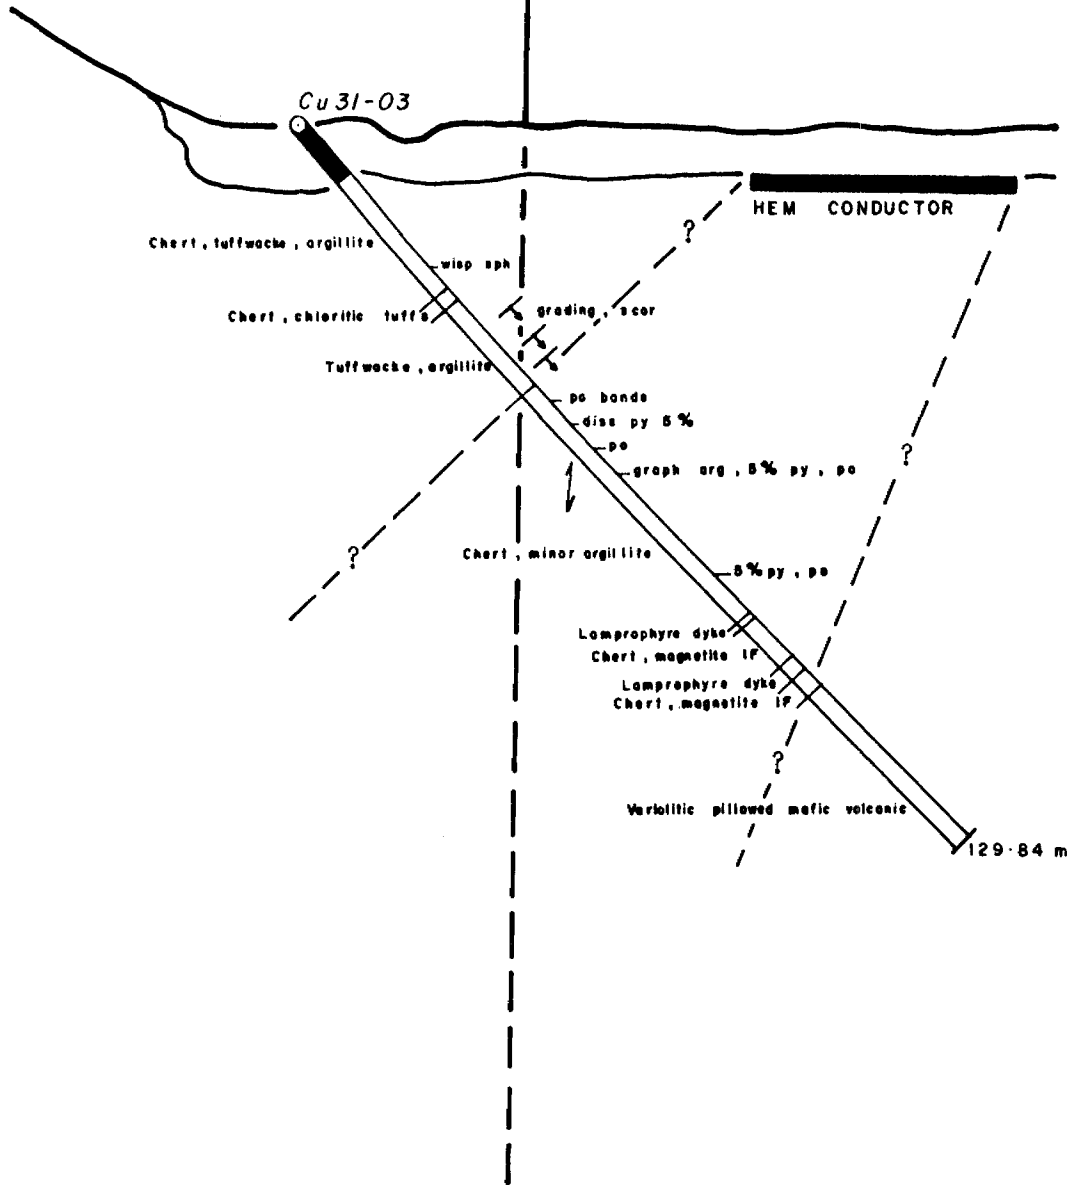 Cu 31-03
HEM CONDUCTOR
?
Chert, tuffwacke, argillite
wisp sph
grading, scor
Chert, chloritic tuffs
Tuffwacke, argillite
po bands
diss py 5%
po
?
graph arg, 5% py, po
Chert, minor argillite
?
5% py, po
Lamprophyre dyke
Chert, magnetite IF
Lamprophyre dyke
Chert, magnetite IF
?
Variolitic pillowed mafic volcanic
129.84 m